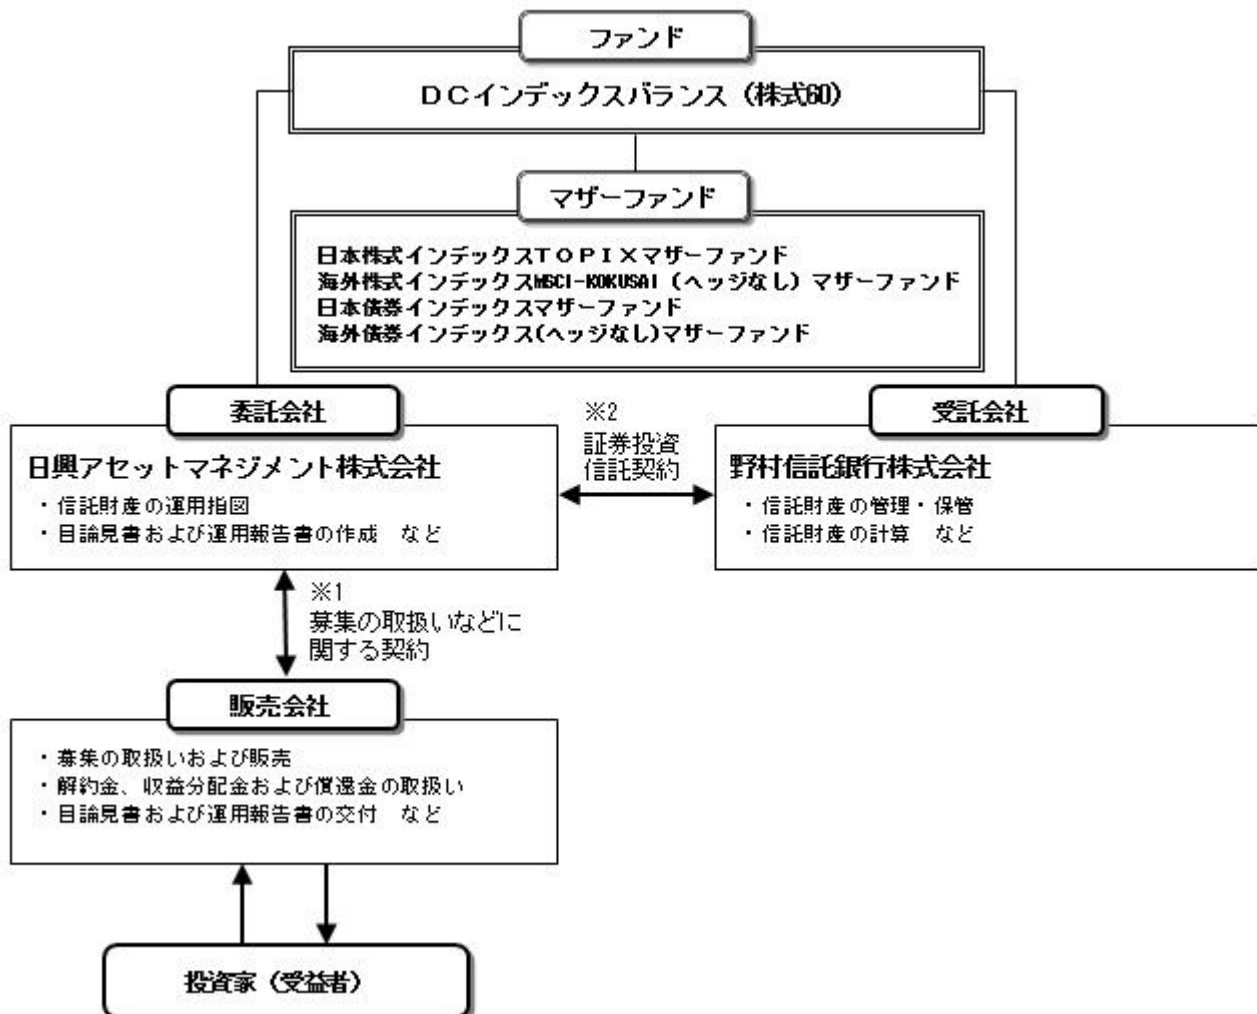 ファンド
DCインデックスバランス（株式60）
マザーファンド
日本株式インデックスTOPIXマザーファンド
海外株式インデックスMSCI-KOKUSAI（ヘッジなし）マザーファンド
日本債券インデックスマザーファンド
海外債券インデックス(ヘッジなし)マザーファンド
委託会社
日興アセットマネジメント株式会社
・信託財産の運用指図
・目論見書および運用報告書の作成　など
※2
証券投資
信託契約
受託会社
野村信託銀行株式会社
・信託財産の管理・保管
・信託財産の計算　など
※1
募集の取扱いなどに
関する契約
販売会社
・募集の取扱いおよび販売
・解約金、収益分配金および償還金の取扱い
・目論見書および運用報告書の交付　など
投資家（受益者）